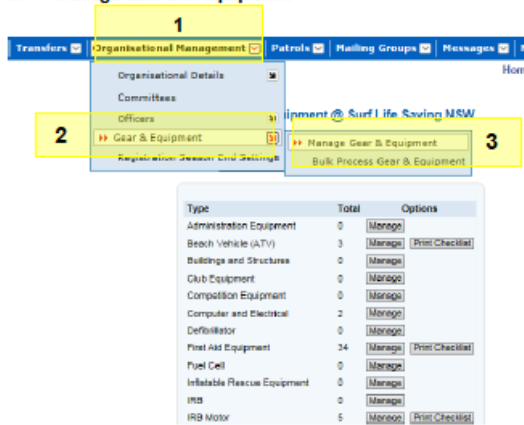 1
Transfers Organisational Management Patrols Mailing Groups Messages
Organisational Details
Committees
Officers
ipment @ Surf Life Saving NSW
2 Gear & Equipment
Manage Gear & Equipment 3
Registration Season End Settings
Bulk Process Gear & Equipment
Type Total Options
Administration Equipment 0 Manage
Beach Vehicle (ATV) 3 Manage Print Checklist
Buildings and Structures 0 Manage
Club Equipment 0 Manage
Competition Equipment 0 Manage
Computer and Electrical 2 Manage
Defibrillator 0 Manage
First Aid Equipment 34 Manage Print Checklist
Fuel Cell 0 Manage
Inflatable Rescue Equipment 0 Manage
IRB 0 Manage
IRB Motor 5 Manage Print Checklist